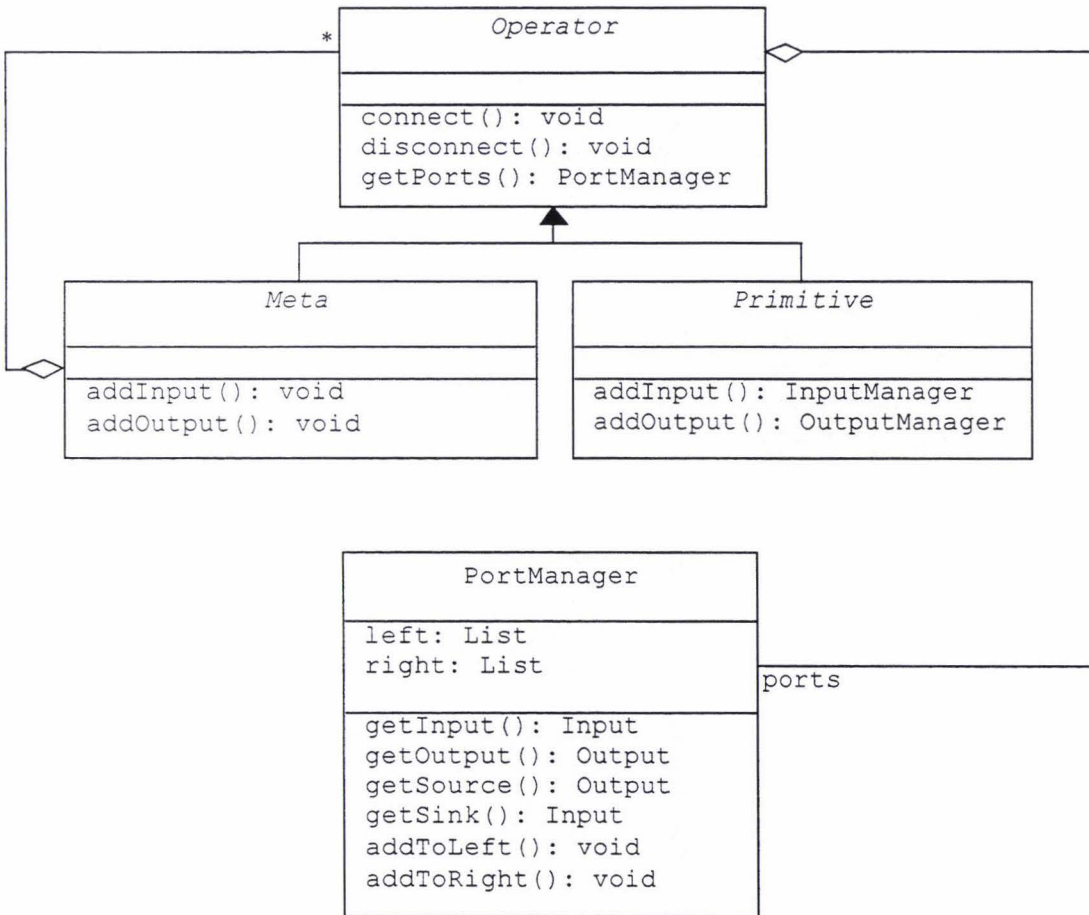 *
Operator
connect(): void
disconnect(): void
getPorts(): PortManager
Meta
addInput(): void
addOutput(): void
Primitive
addInput(): InputManager
addOutput(): OutputManager
PortManager
left: List
right: List
ports
getInput(): Input
getOutput(): Output
getSource(): Output
getSink(): Input
addToLeft(): void
addToRight(): void